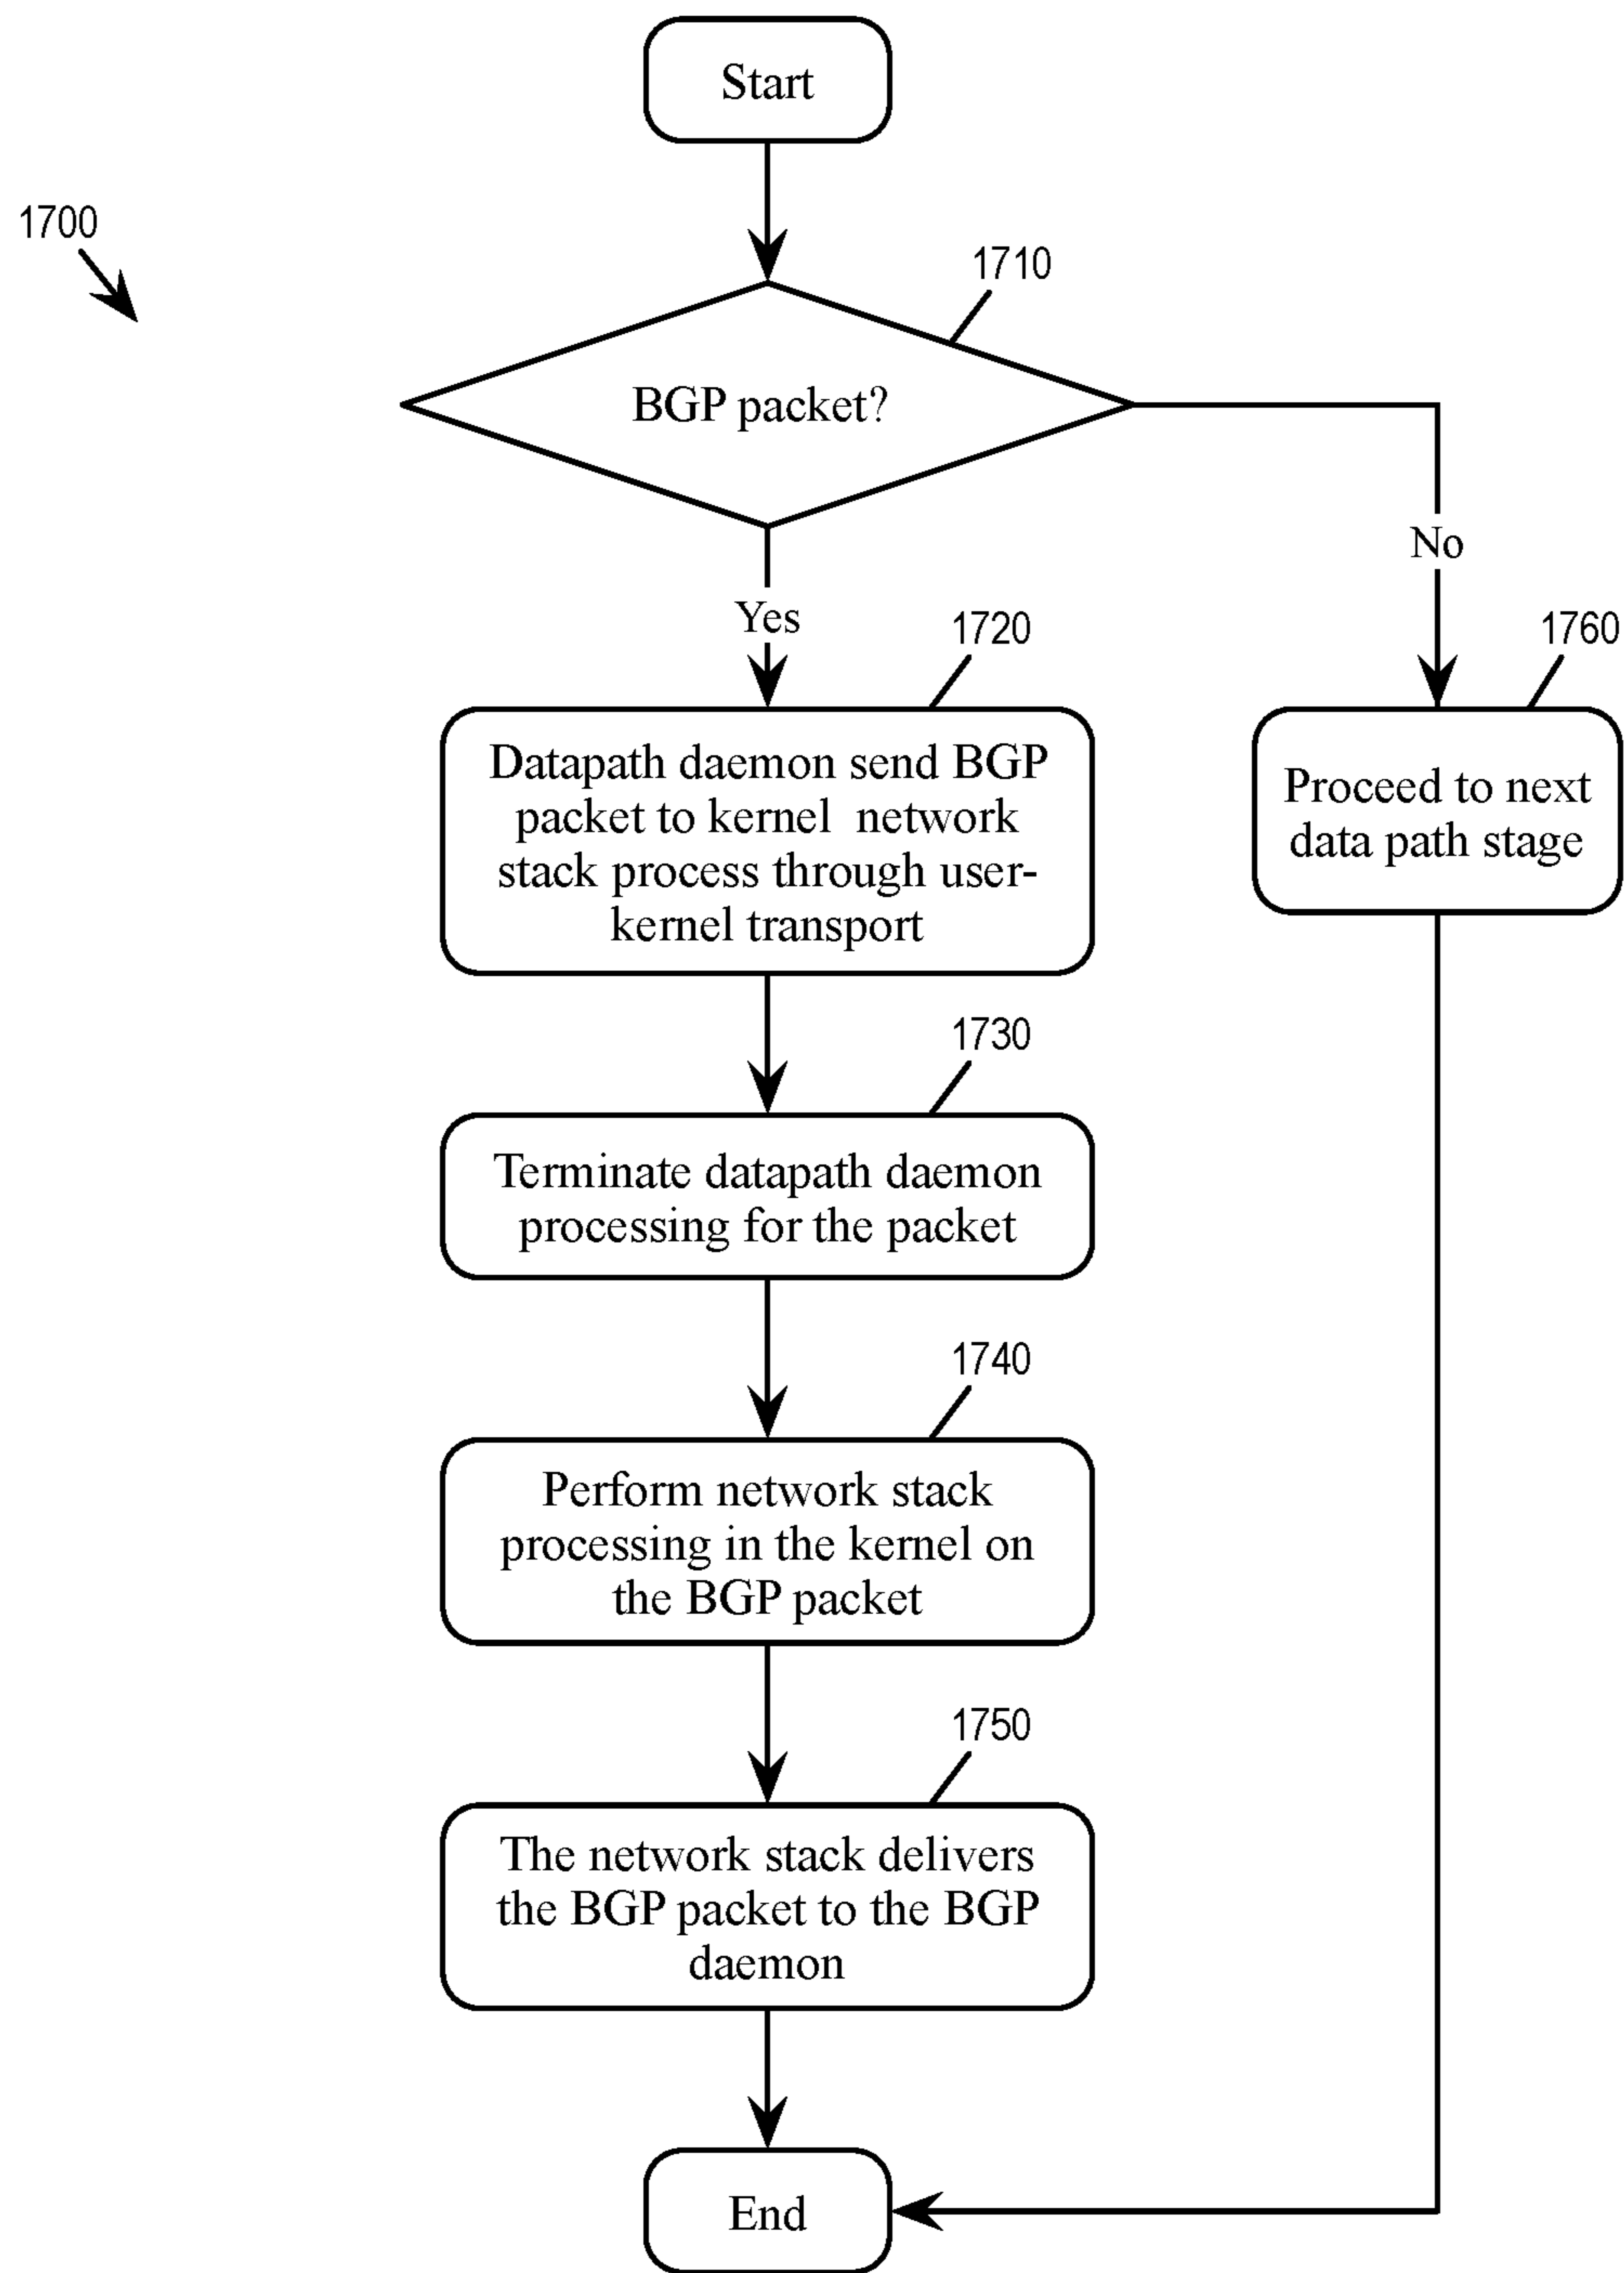 Start
1700
1710
BGP packet?
No
Yes
1720
1760
Datapath daemon send BGP
packet to kernel network
stack process through user-
kernel transport
Proceed to next
data path stage
1730
Terminate datapath daemon
processing for the packet
1740
Perform network stack
processing in the kernel on
the BGP packet
1750
The network stack delivers
the BGP packet to the BGP
daemon
End